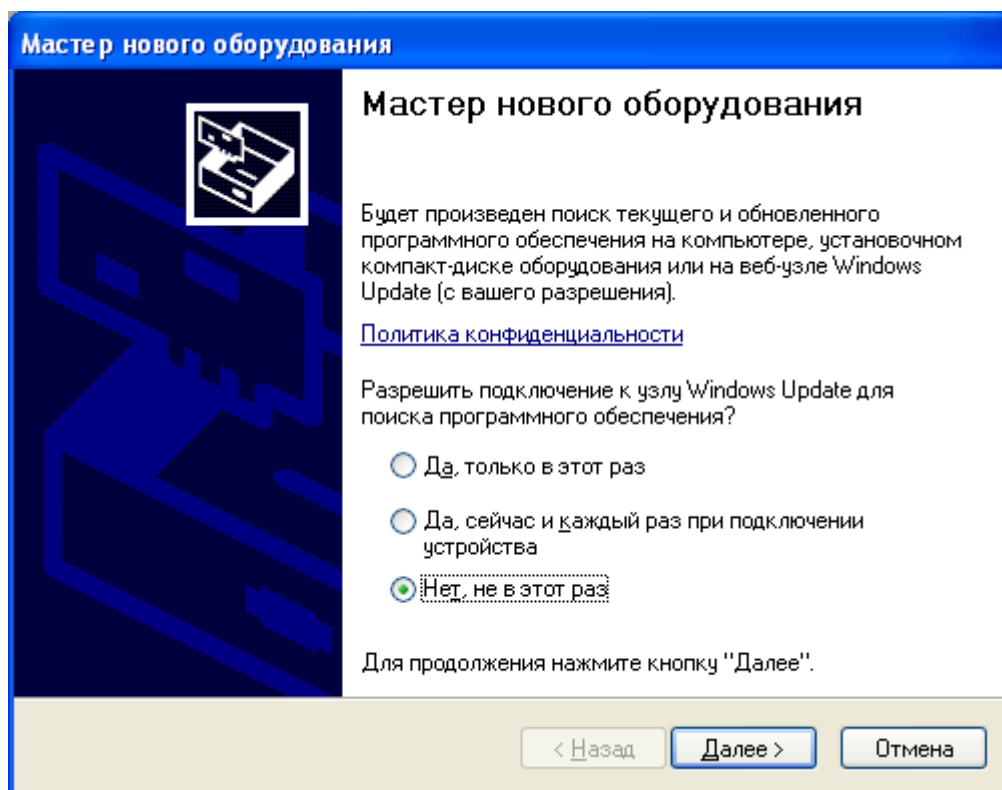 Мастер нового оборудования
Мастер нового оборудования
Будет произведен поиск текущего и обновленного
программного обеспечения на компьютере, установочном
компакт-диске оборудования или на веб-узле Windows
Update (с вашего разрешения).
Политика конфиденциальности
Разрешить подключение к узлу Windows Update для
поиска программного обеспечения?
Да, только в этот раз
Да, сейчас и каждый раз при подключении
устройства
Нет, не в этот раз
Для продолжения нажмите кнопку "Далее".
< Назад
Далее >
Отмена